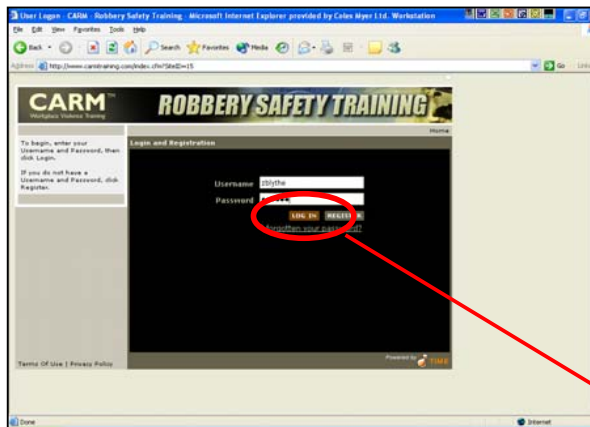 User Logon - CARM - Robbery Safety Training - Microsoft Internet Explorer provided by Coles Myer Ltd. Workstation
File Edit View Favorites Tools Help
Back Search Favorites Media
Address http://www.carmtraining.com/index.cfm?SiteID=15 Go Links
CARM™
Workplace Violence Training
ROBBERY SAFETY TRAINING
Home
To begin, enter your
Username and Password, then
click Login.
If you do not have a
Username and Password, click
Register.
Login and Registration
Username zblythe
Password
LOG IN REGISTER
forgotten your password?
Terms Of Use | Privacy Policy
Powered by TIME
Done Internet